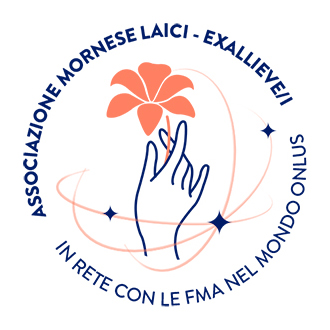 ASSOCIAZIONE MORNESE LAICI - EXALLIEVE/I
IN RETE CON LE FMA NEL MONDO ONLUS